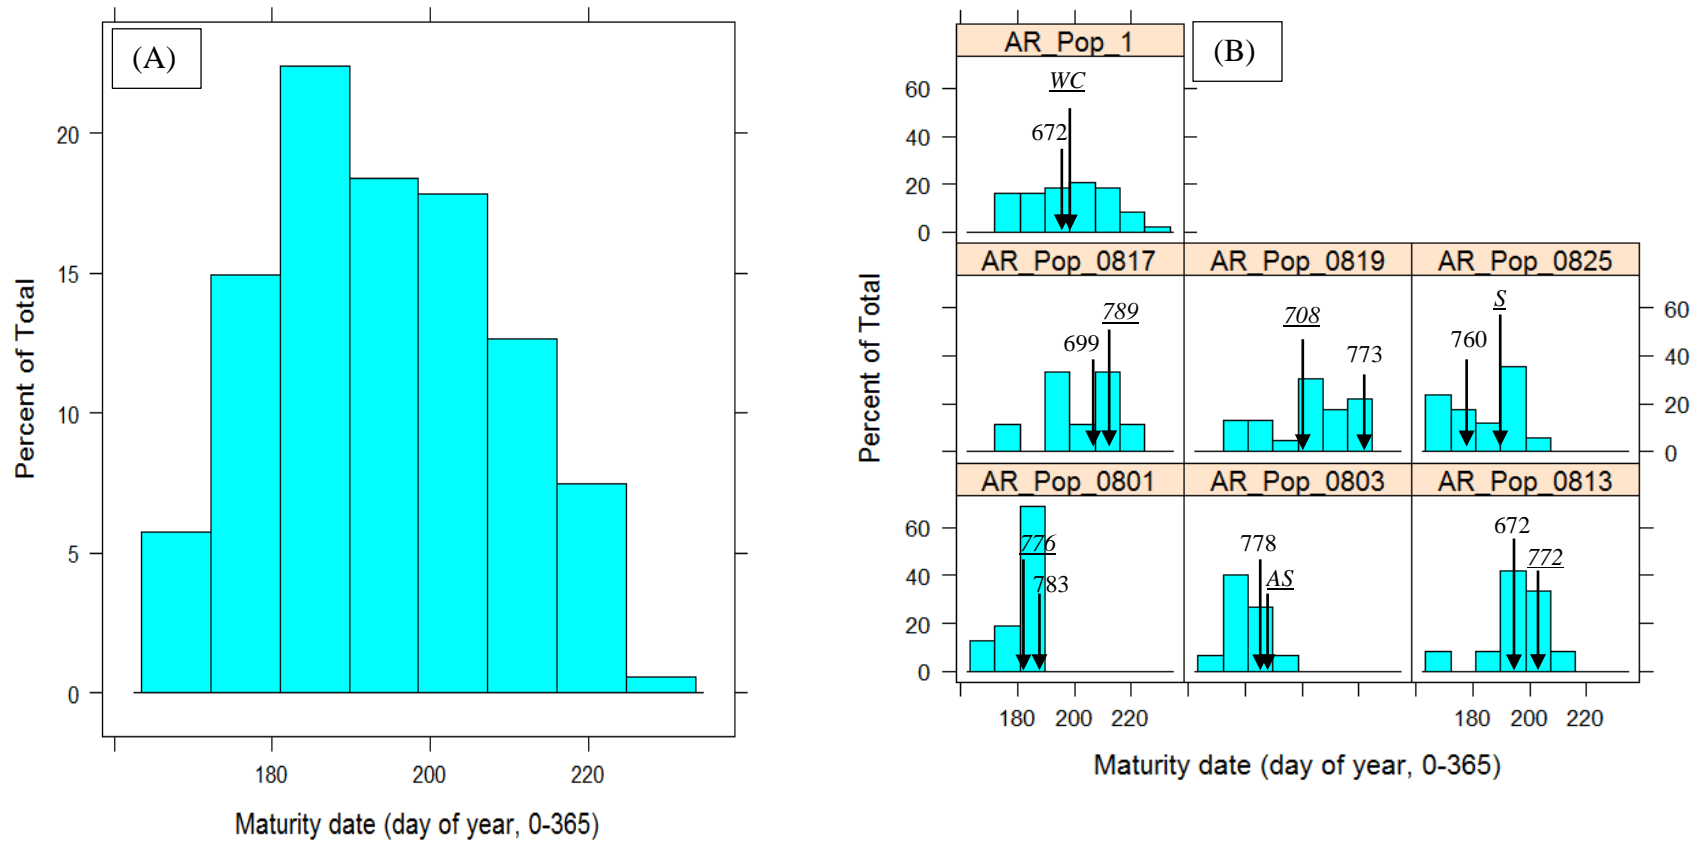 (A)
20
15
10
5
0
Percent of Total
180 200 220
Maturity date (day of year, 0-365)
(B)
AR_Pop_1
WC
672
60
40
20
0
AR_Pop_0817 AR_Pop_0819 AR_Pop_0825
699 789
708 773
760 S
60
40
20
0
Percent of Total
AR_Pop_0801 AR_Pop_0803 AR_Pop_0813
776
783
778
AS
672
772
60
40
20
0
180 200 220 180 200 220
Maturity date (day of year, 0-365)